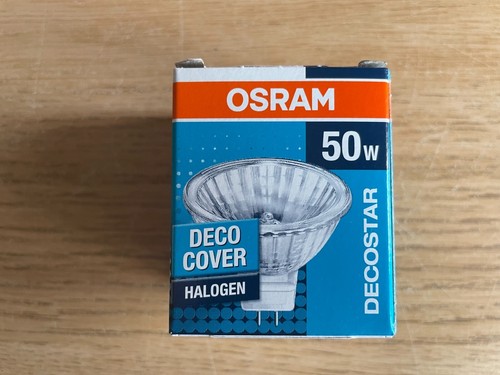 OSRAM
50W
DECO
COVER
HALOGEN
DECOSTAR